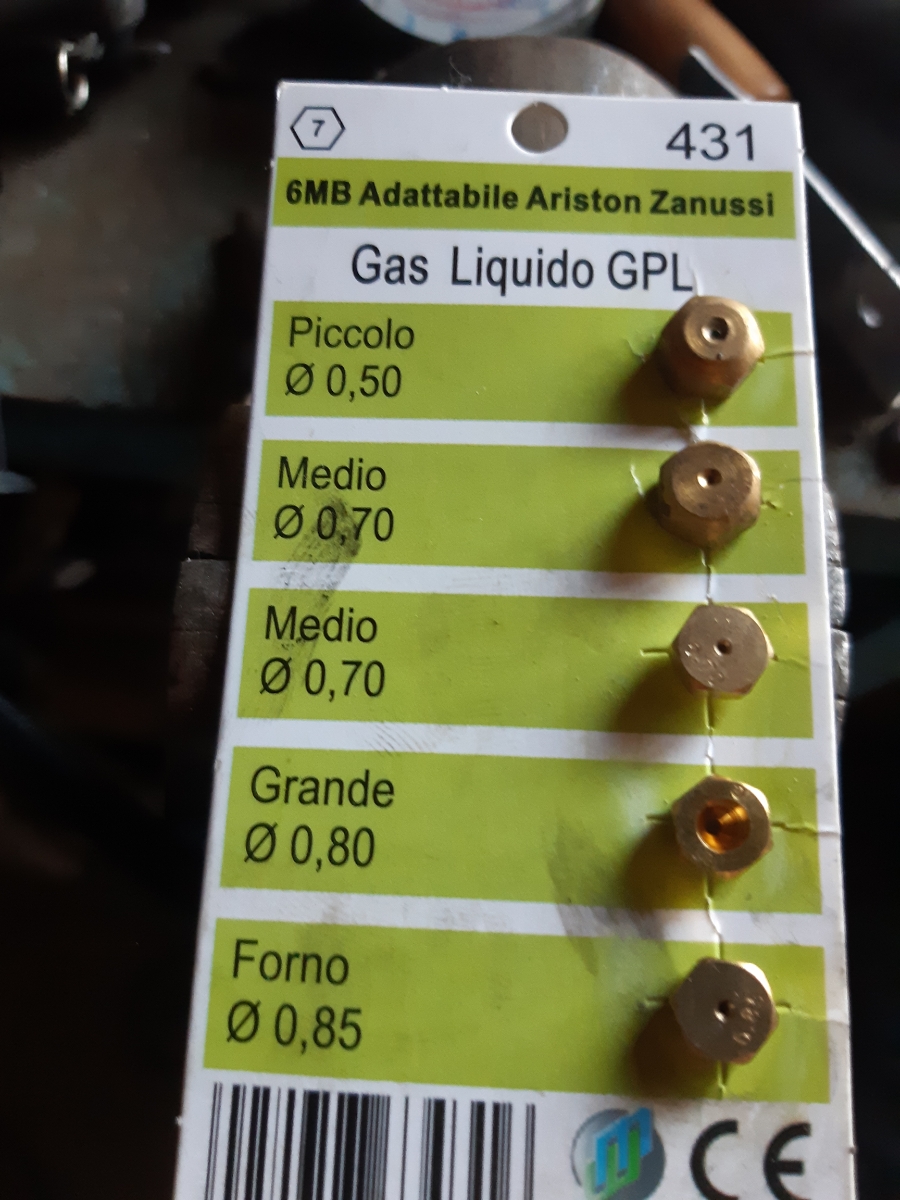 7
431
6MB Adattabile Ariston Zanussi
Gas Liquido GPL
Piccolo
Ø 0,50
Medio
Ø 0,70
Medio
Ø 0,70
Grande
Ø 0,80
Forno
Ø 0,85
CE